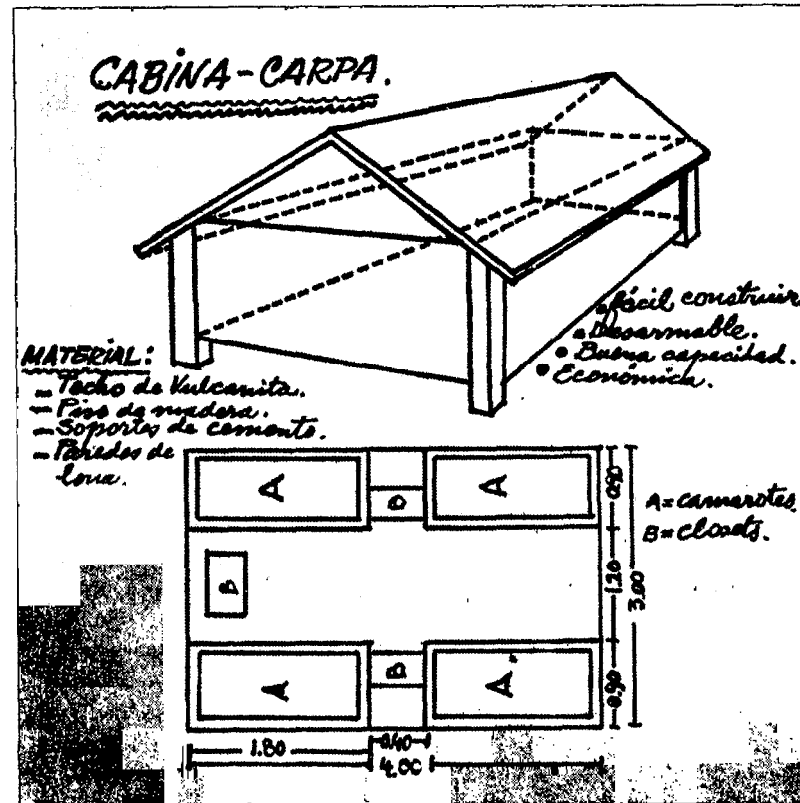 CABINA-CARPA.
• fácil construir
• Desarmable.
• Buena capacidad.
• Económica.
MATERIAL:
- Techo de Vulcanita.
- Piso de madera.
- Soportes de cemento.
- Paredes de
lona.
A
B
A
0.90
A=camarotes
B=closets.
B
1.20
3.00
A
B
A
0.90
1.80
0.40
4.00